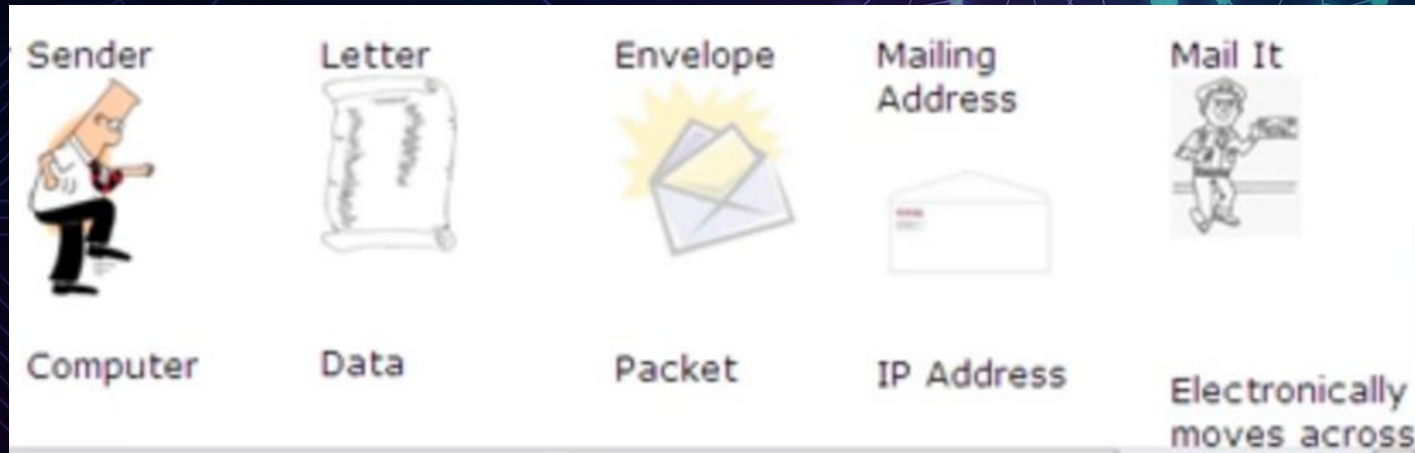 Sender
Letter
Envelope
Mailing
Address
Mail It
Computer
Data
Packet
IP Address
Electronically
moves across